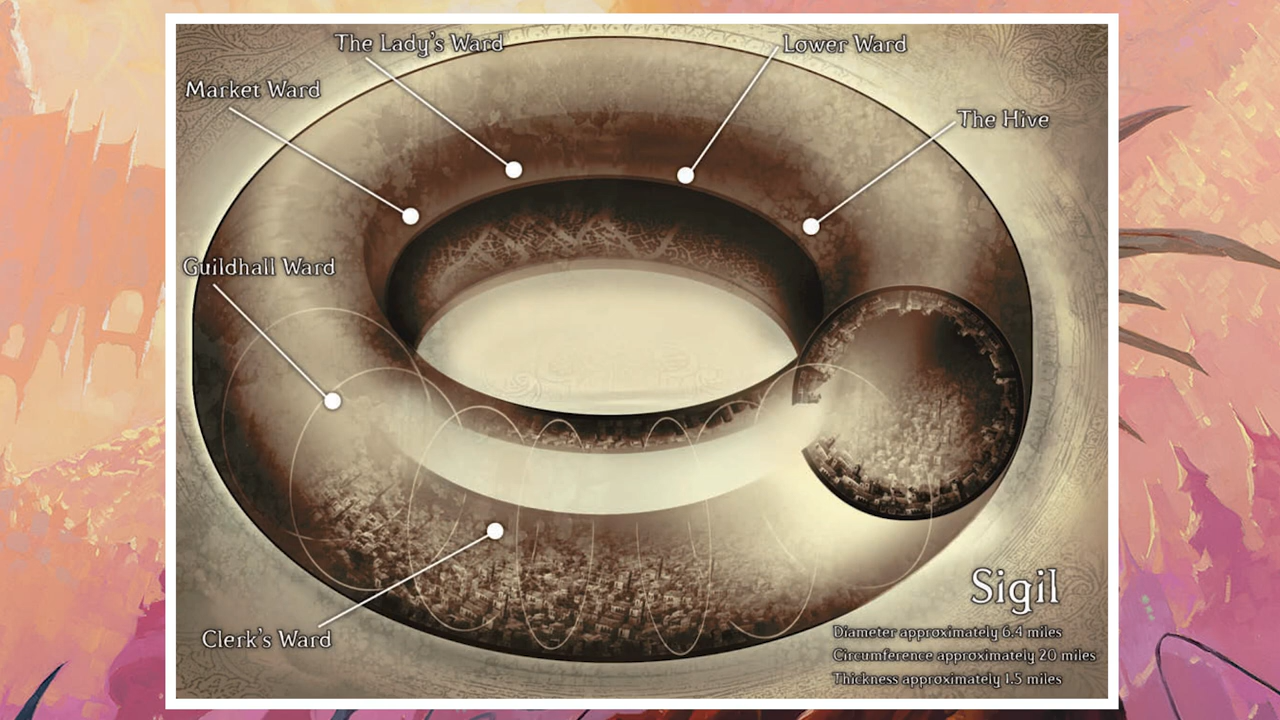 The Lady's Ward
Lower Ward
Market Ward
The Hive
Guildhall Ward
Clerk's Ward
Sigil
Diameter approximately 6.4 miles
Circumference approximately 20 miles
Thickness approximately 1.5 miles